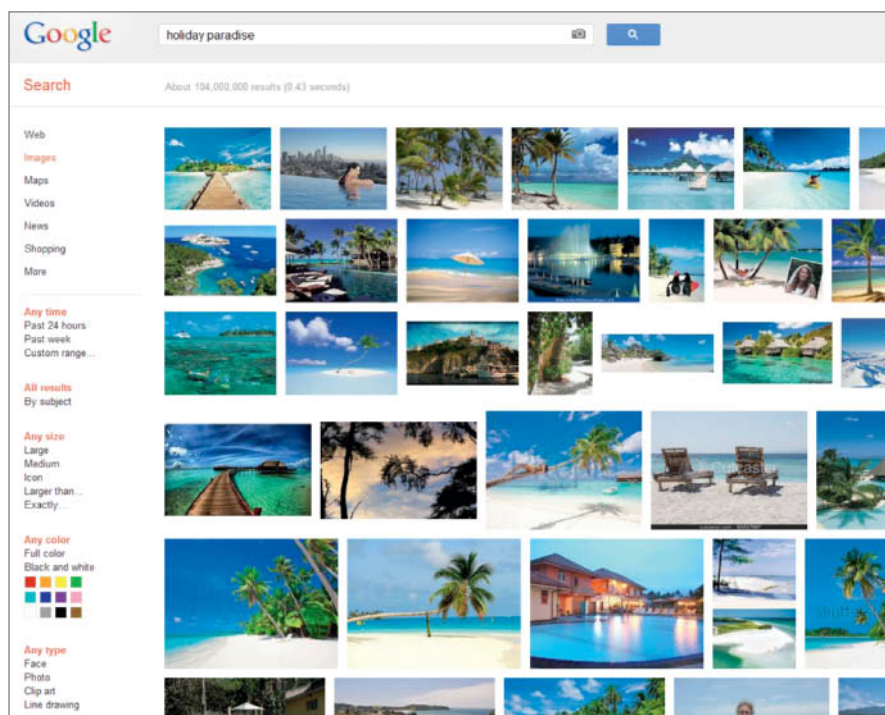 Google
holiday paradise
Search
About 104,000,000 results (0.43 seconds)
Web
Images
Maps
Videos
News
Shopping
More
Any time
Past 24 hours
Past week
Custom range...
All results
By subject
Any size
Large
Medium
Icon
Larger than...
Exactly...
Any color
Full color
Black and white
Any type
Face
Photo
Clip art
Line drawing
Cutcaster